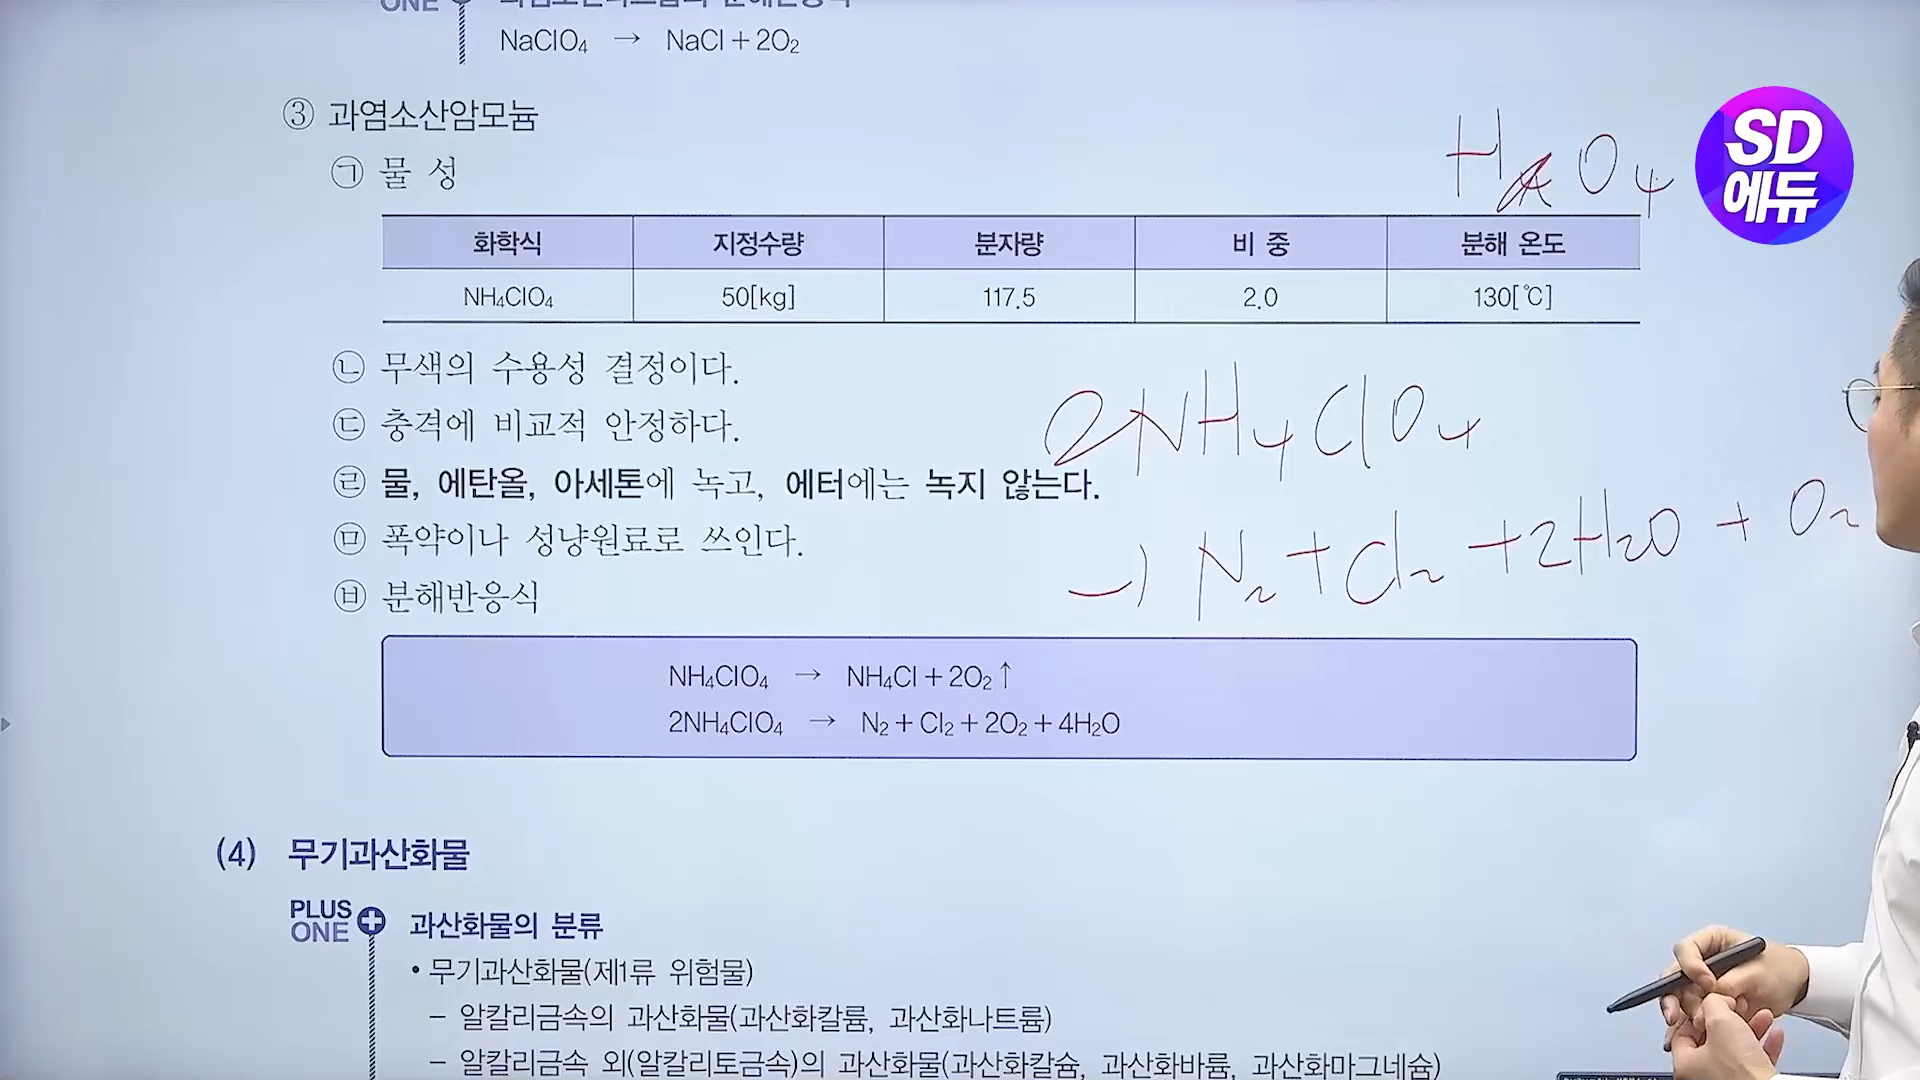 ONE
NaClO₄ → NaCl + 2O₂
③ 과염소산암모늄
㉠ 물 성
H O₄
SD
에듀
화학식 지정수량 분자량 비 중 분해 온도
NH₄ClO₄ 50[kg] 117.5 2.0 130[℃]
㉡ 무색의 수용성 결정이다.
㉢ 충격에 비교적 안정하다.
2NH₄ClO₄
㉣ 물, 에탄올, 아세톤에 녹고, 에터에는 녹지 않는다.
㉤ 폭약이나 성냥원료로 쓰인다.
→ N₂ + Cl₂ + 2H₂O + O₂
㉥ 분해반응식
NH₄ClO₄ → NH₄Cl + 2O₂↑
2NH₄ClO₄ → N₂ + Cl₂ + 2O₂ + 4H₂O
(4) 무기과산화물
PLUS
ONE
과산화물의 분류
• 무기과산화물(제1류 위험물)
– 알칼리금속의 과산화물(과산화칼륨, 과산화나트륨)
– 알칼리금속 외(알칼리토금속)의 과산화물(과산화칼슘, 과산화바륨, 과산화마그네슘)